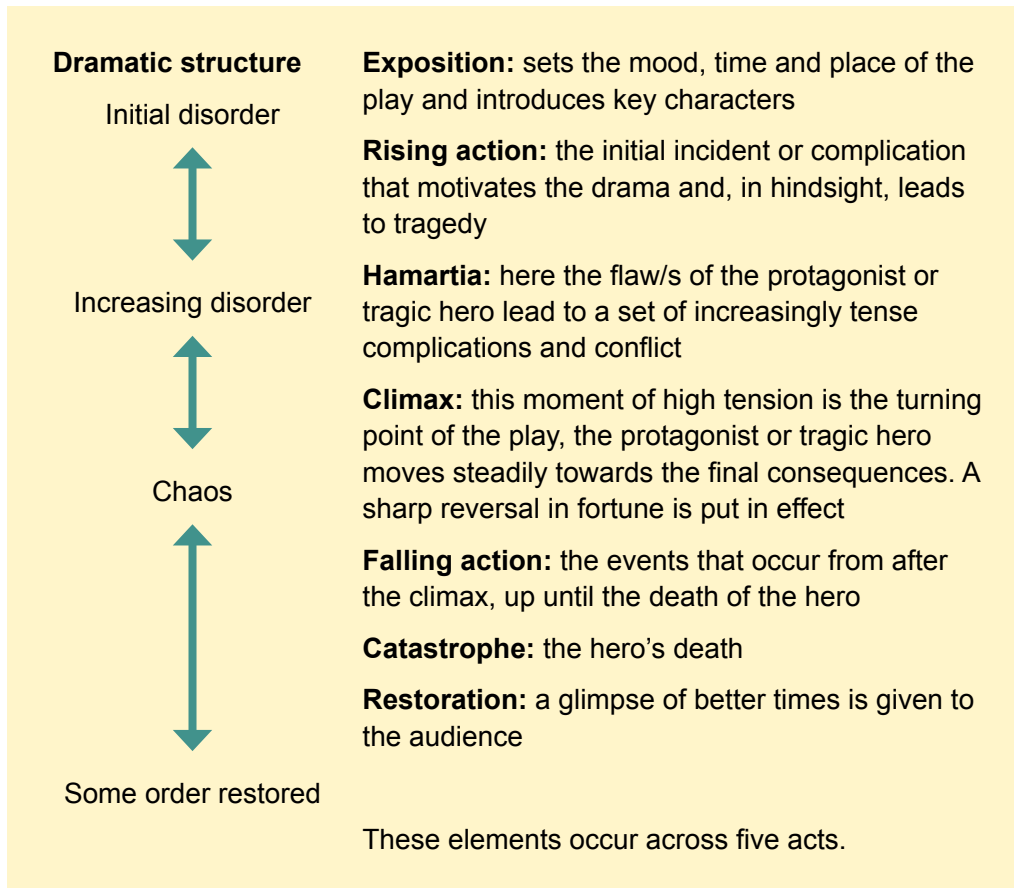 Dramatic structure
Initial disorder
Increasing disorder
Chaos
Some order restored
Exposition: sets the mood, time and place of the
play and introduces key characters
Rising action: the initial incident or complication
that motivates the drama and, in hindsight, leads
to tragedy
Hamartia: here the flaw/s of the protagonist or
tragic hero lead to a set of increasingly tense
complications and conflict
Climax: this moment of high tension is the turning
point of the play, the protagonist or tragic hero
moves steadily towards the final consequences. A
sharp reversal in fortune is put in effect
Falling action: the events that occur from after
the climax, up until the death of the hero
Catastrophe: the hero’s death
Restoration: a glimpse of better times is given to
the audience
These elements occur across five acts.